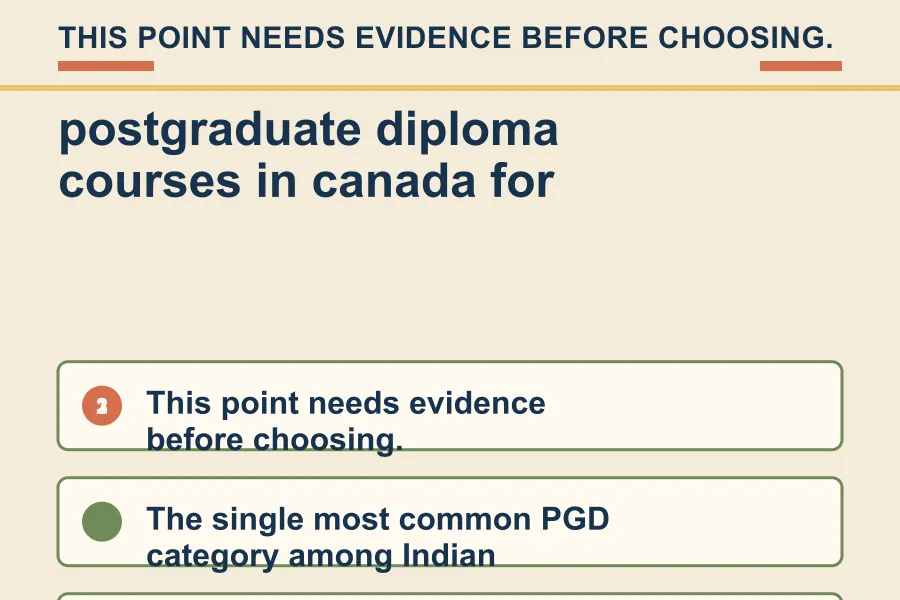 THIS POINT NEEDS EVIDENCE BEFORE CHOOSING.
postgraduate diploma
courses in canada for
This point needs evidence
before choosing.
The single most common PGD
category among Indian